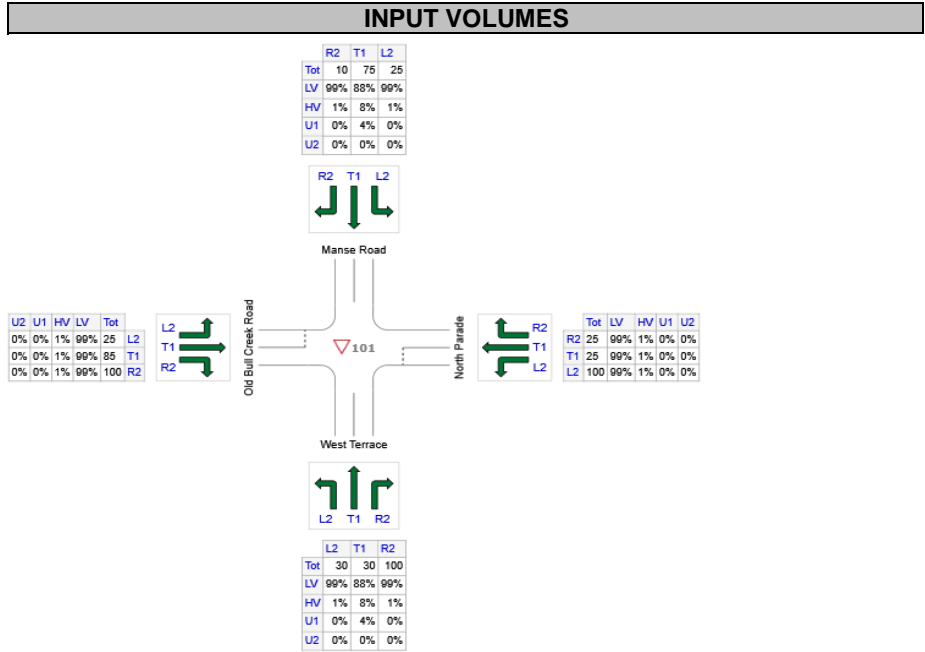 INPUT VOLUMES
R2 T1 L2
Tot 10 75 25
LV 99% 88% 99%
HV 1% 8% 1%
U1 0% 4% 0%
U2 0% 0% 0%
R2 T1 L2
Manse Road
U2 U1 HV LV Tot
0% 0% 1% 99% 25 L2
0% 0% 1% 99% 85 T1
0% 0% 1% 99% 100 R2
L2
T1
R2
Old Bull Creek Road
101
North Parade
R2
T1
L2
Tot LV HV U1 U2
R2 25 99% 1% 0% 0%
T1 25 99% 1% 0% 0%
L2 100 99% 1% 0% 0%
West Terrace
L2 T1 R2
L2 T1 R2
Tot 30 30 100
LV 99% 88% 99%
HV 1% 8% 1%
U1 0% 4% 0%
U2 0% 0% 0%